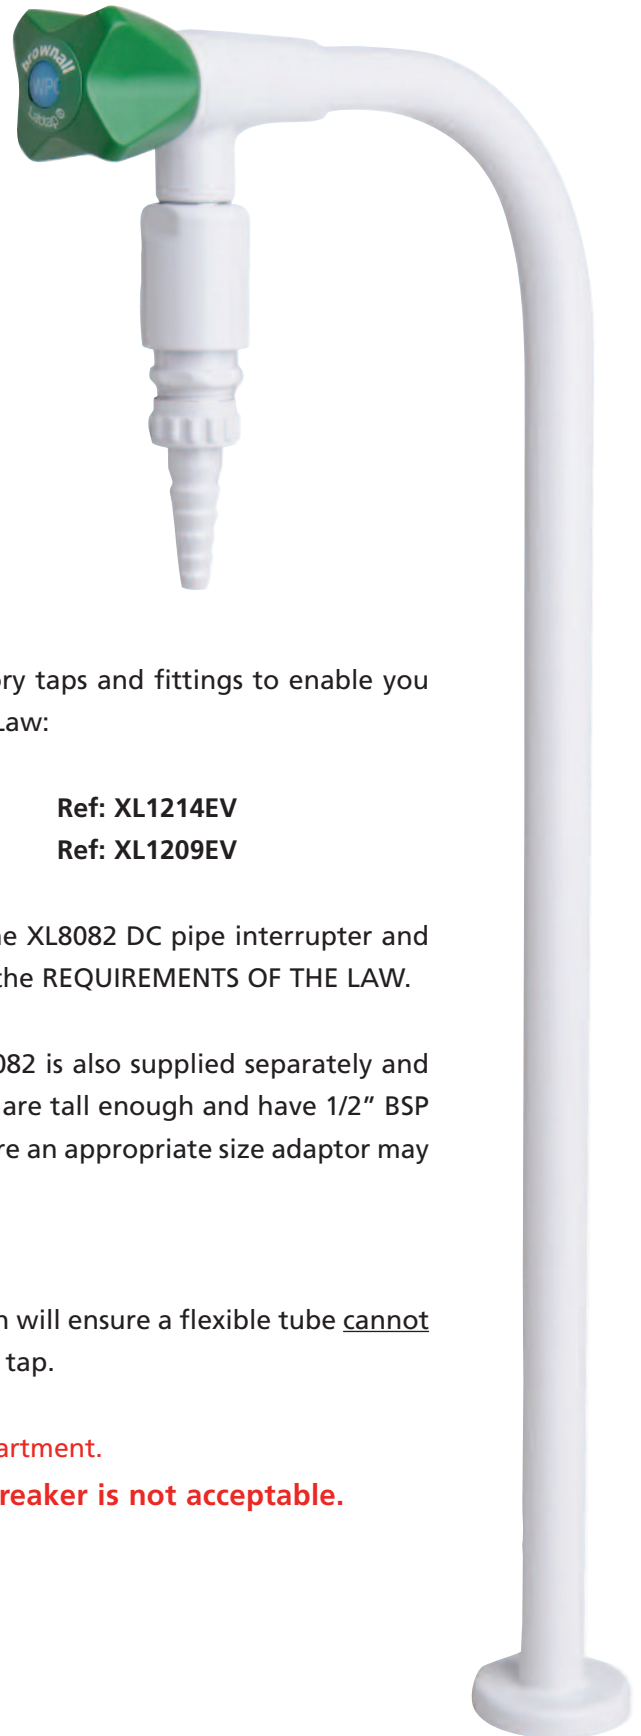 brownall
WPC
Labtap®
ory taps and fittings to enable you
Law:
Ref: XL1214EV
Ref: XL1209EV
he XL8082 DC pipe interrupter and
the REQUIREMENTS OF THE LAW.
082 is also supplied separately and
are tall enough and have 1/2” BSP
re an appropriate size adaptor may
h will ensure a flexible tube cannot
tap.
artment.
reaker is not acceptable.